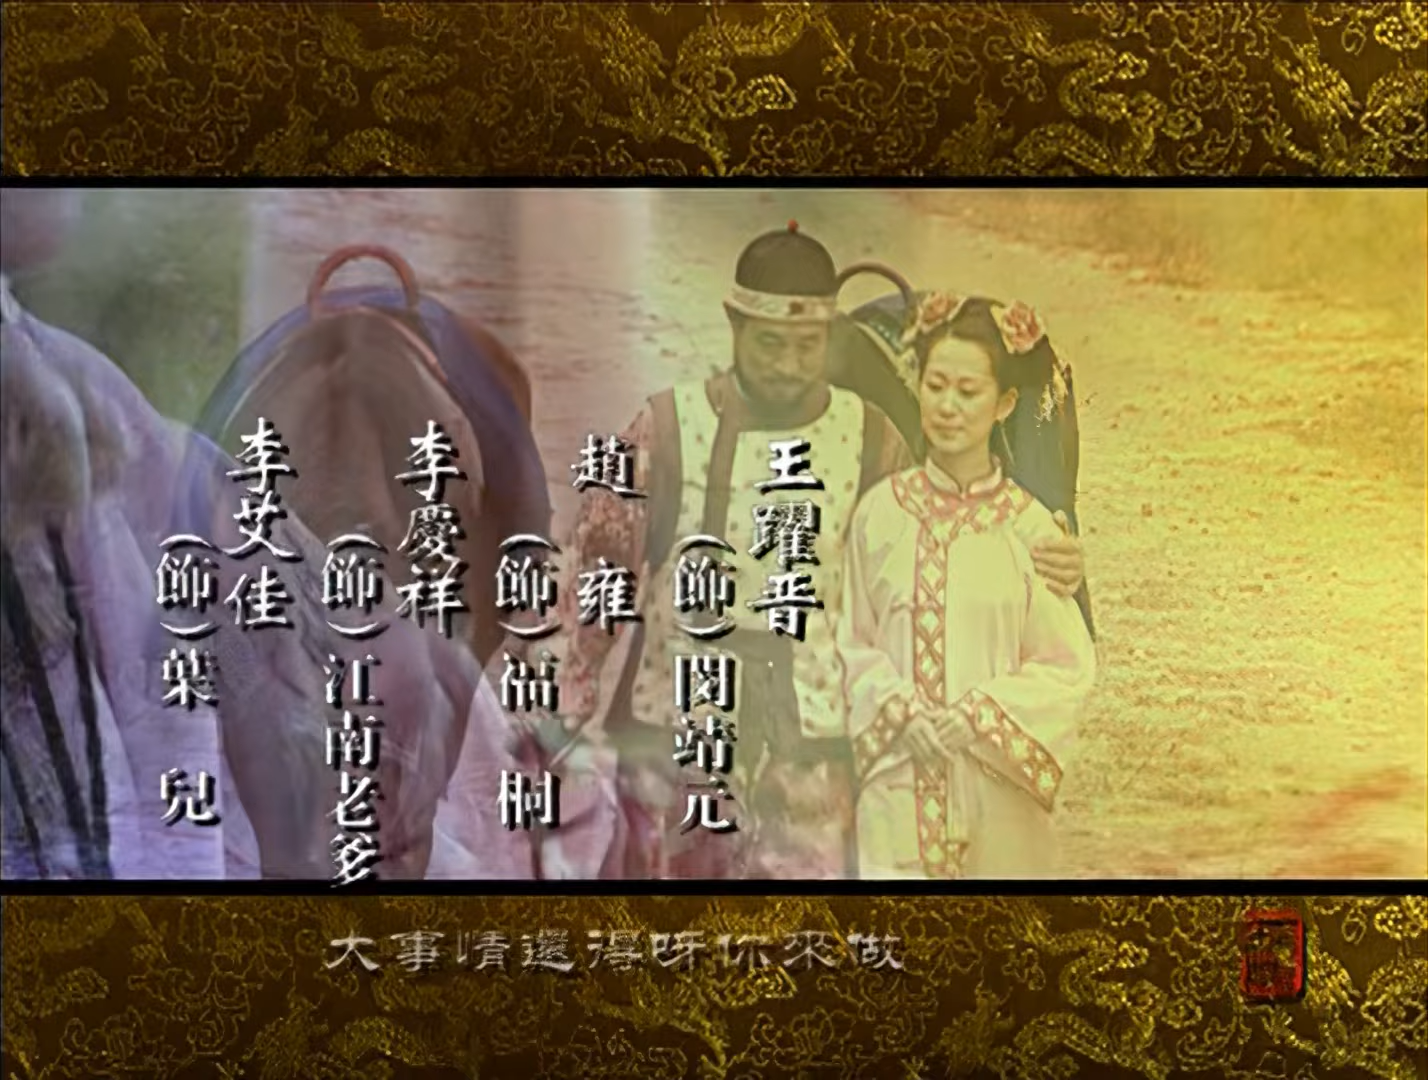 王躍晋
(飾)閔靖元
趙雍
(飾)福桐
李慶祥
(飾)江南老爹
李艾佳
(飾)葉兒
大事情還得呀你來做